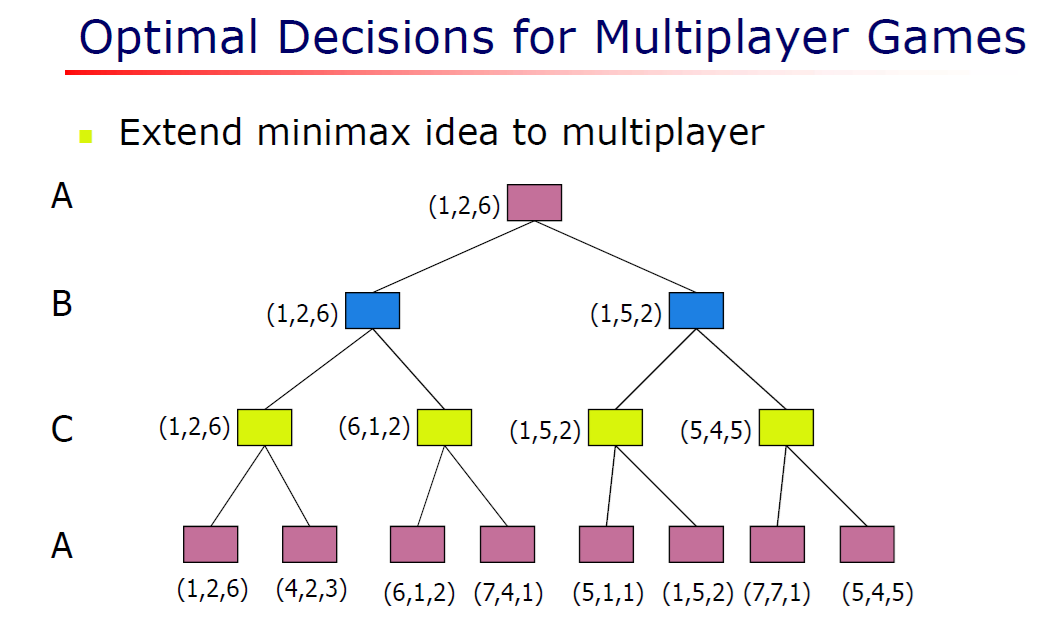 Optimal Decisions for Multiplayer Games
Extend minimax idea to multiplayer
A
(1,2,6)
B
(1,2,6) (1,5,2)
C
(1,2,6) (6,1,2) (1,5,2) (5,4,5)
A
(1,2,6) (4,2,3) (6,1,2) (7,4,1) (5,1,1) (1,5,2) (7,7,1) (5,4,5)